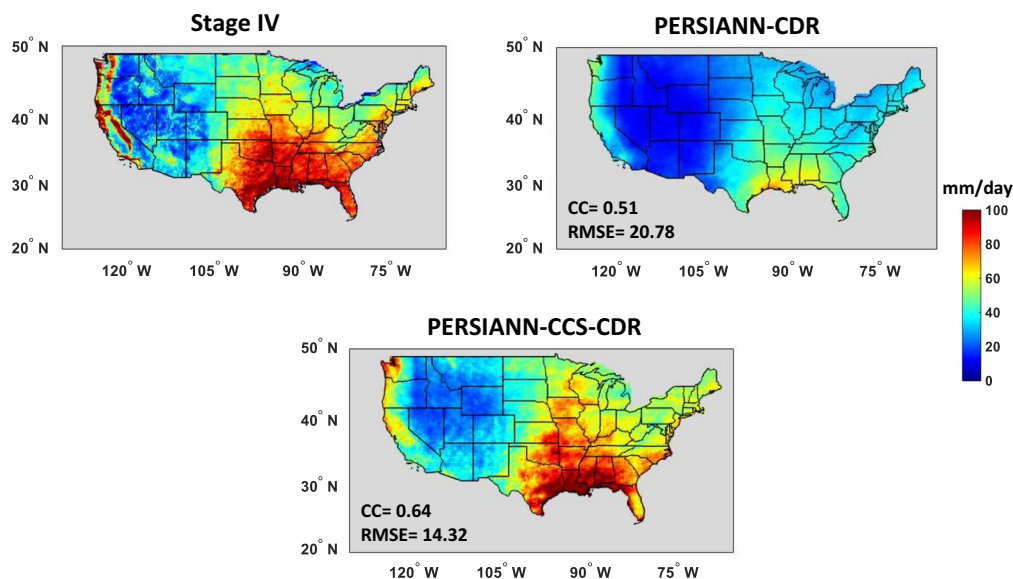 Stage IV
50° N
40° N
30° N
20° N
120° W
105° W
90° W
75° W
PERSIANN-CDR
50° N
40° N
30° N
20° N
CC= 0.51
RMSE= 20.78
120° W
105° W
90° W
75° W
mm/day
100
80
60
40
20
0
PERSIANN-CCS-CDR
50° N
40° N
30° N
20° N
CC= 0.64
RMSE= 14.32
120° W
105° W
90° W
75° W